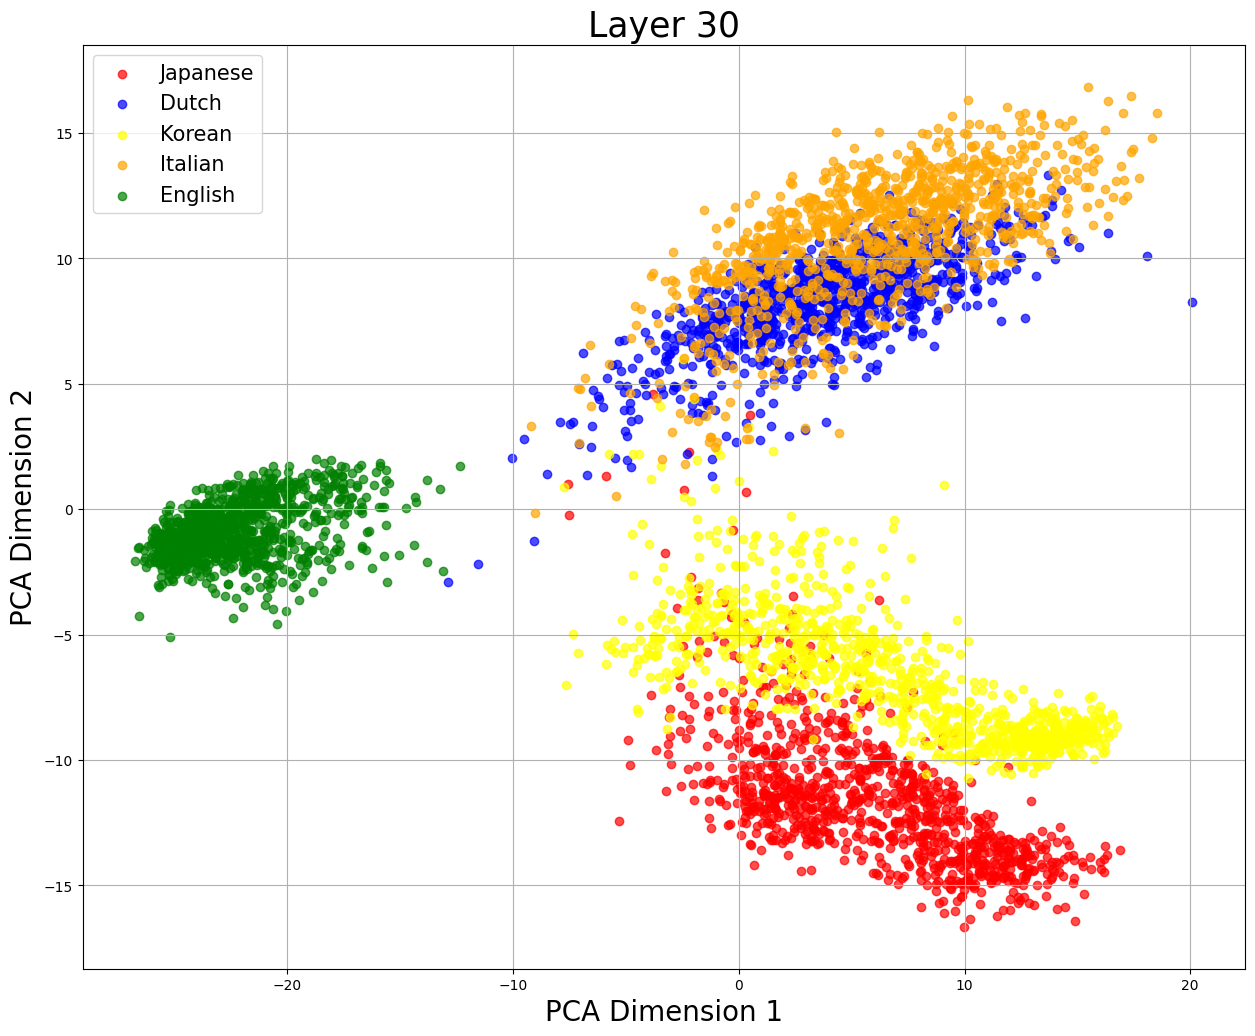 Layer 30
Japanese
Dutch
Korean
Italian
English
PCA Dimension 2
15
10
5
0
−5
−10
−15
−20
−10
0
10
20
PCA Dimension 1